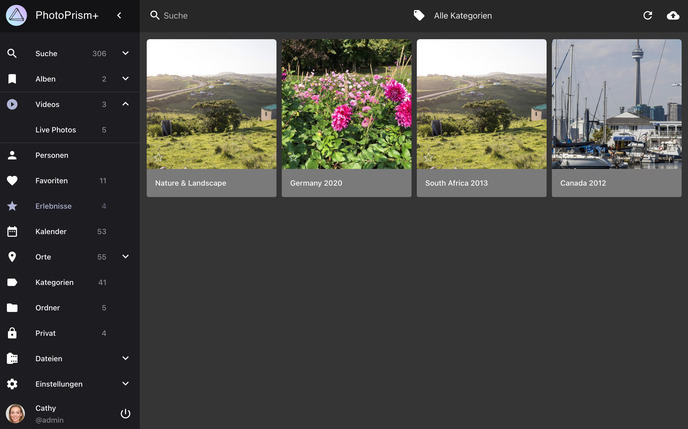 PhotoPrism+
Suche
Alle Kategorien
Suche 306
Alben 2
Videos 3
Live Photos 5
Personen
Favoriten 11
Erlebnisse 4
Kalender 53
Orte 55
Kategorien 41
Ordner 5
Privat 4
Dateien
Einstellungen
Cathy
@admin
Nature & Landscape
Germany 2020
South Africa 2013
Canada 2012